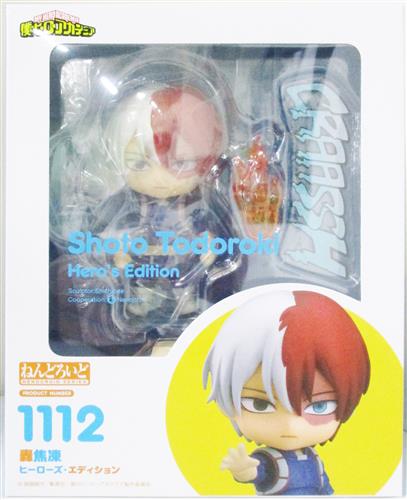 僕のヒーローアカデミア
CRASSH
Shoto Todoroki
Hero's Edition
ねんどろいど
NENDOROID SERIES
PRODUCT NUMBER
1112
轟焦凍
ヒーローズ・エディション